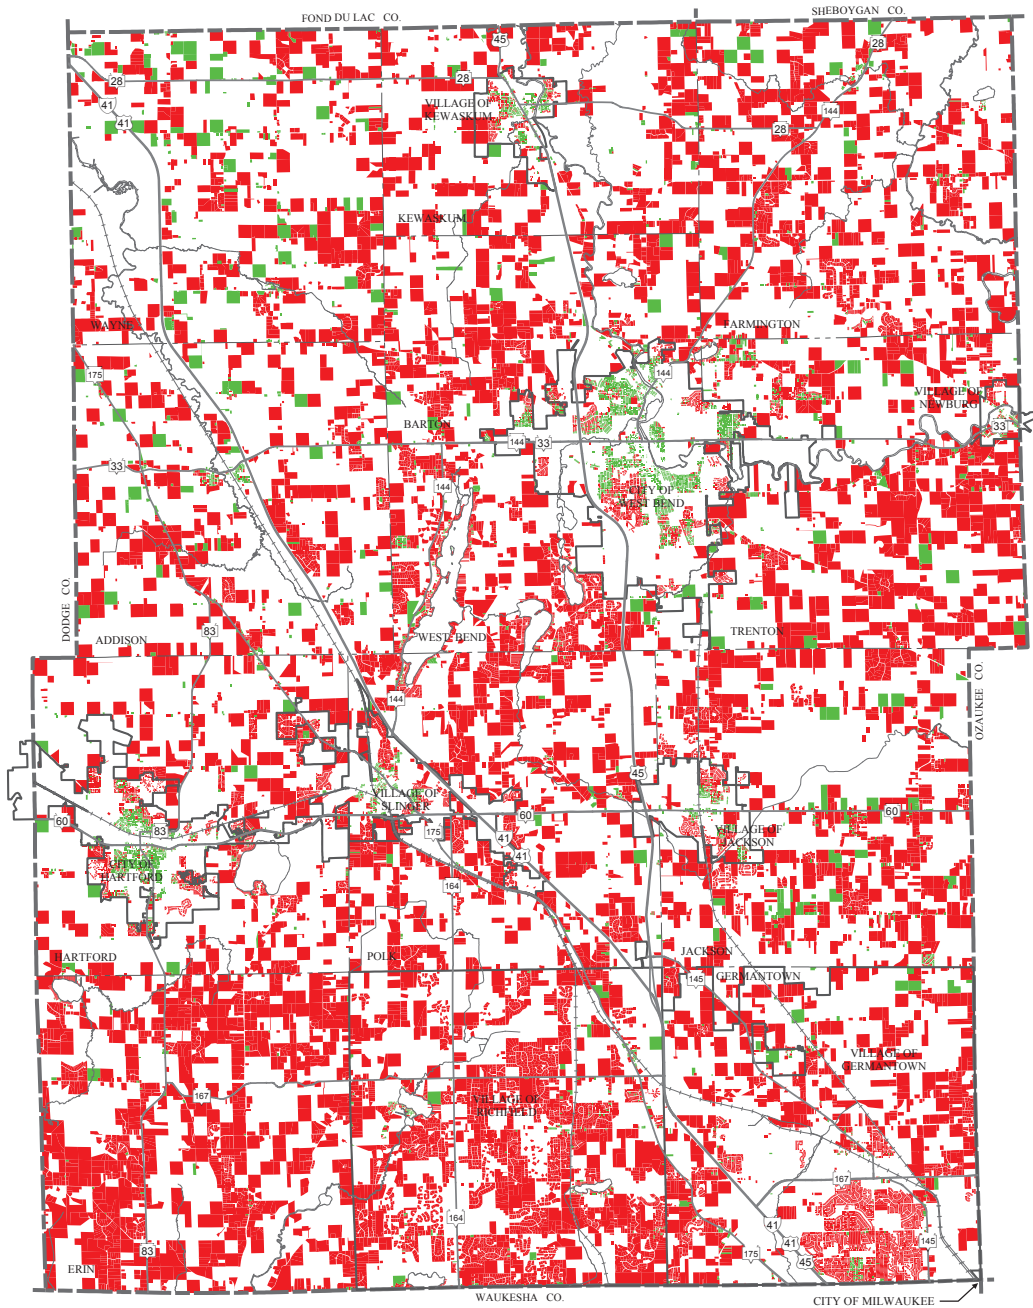 FOND DU LAC CO.
SHEBOYGAN CO.
45
28
28
28
41
VILLAGE OF
KEWASKUM
144
41
28
KEWASKUM
WAYNE
FARMINGTON
175
144
VILLAGE OF
NEWBURG
BARTON
33
144
33
33
144
CITY OF
WEST BEND
DODGE CO.
83
ADDISON
WEST BEND
TRENTON
OZAUKEE CO.
144
45
VILLAGE OF
SLINGER
60
83
175
60
60
VILLAGE OF
JACKSON
41
41
CITY OF
HARTFORD
164
HARTFORD
POLK
JACKSON
145
GERMANTOWN
VILLAGE OF
GERMANTOWN
167
VILLAGE OF
RICHFIELD
167
164
41
83
41
145
175
45
ERIN
WAUKESHA CO.
CITY OF MILWAUKEE